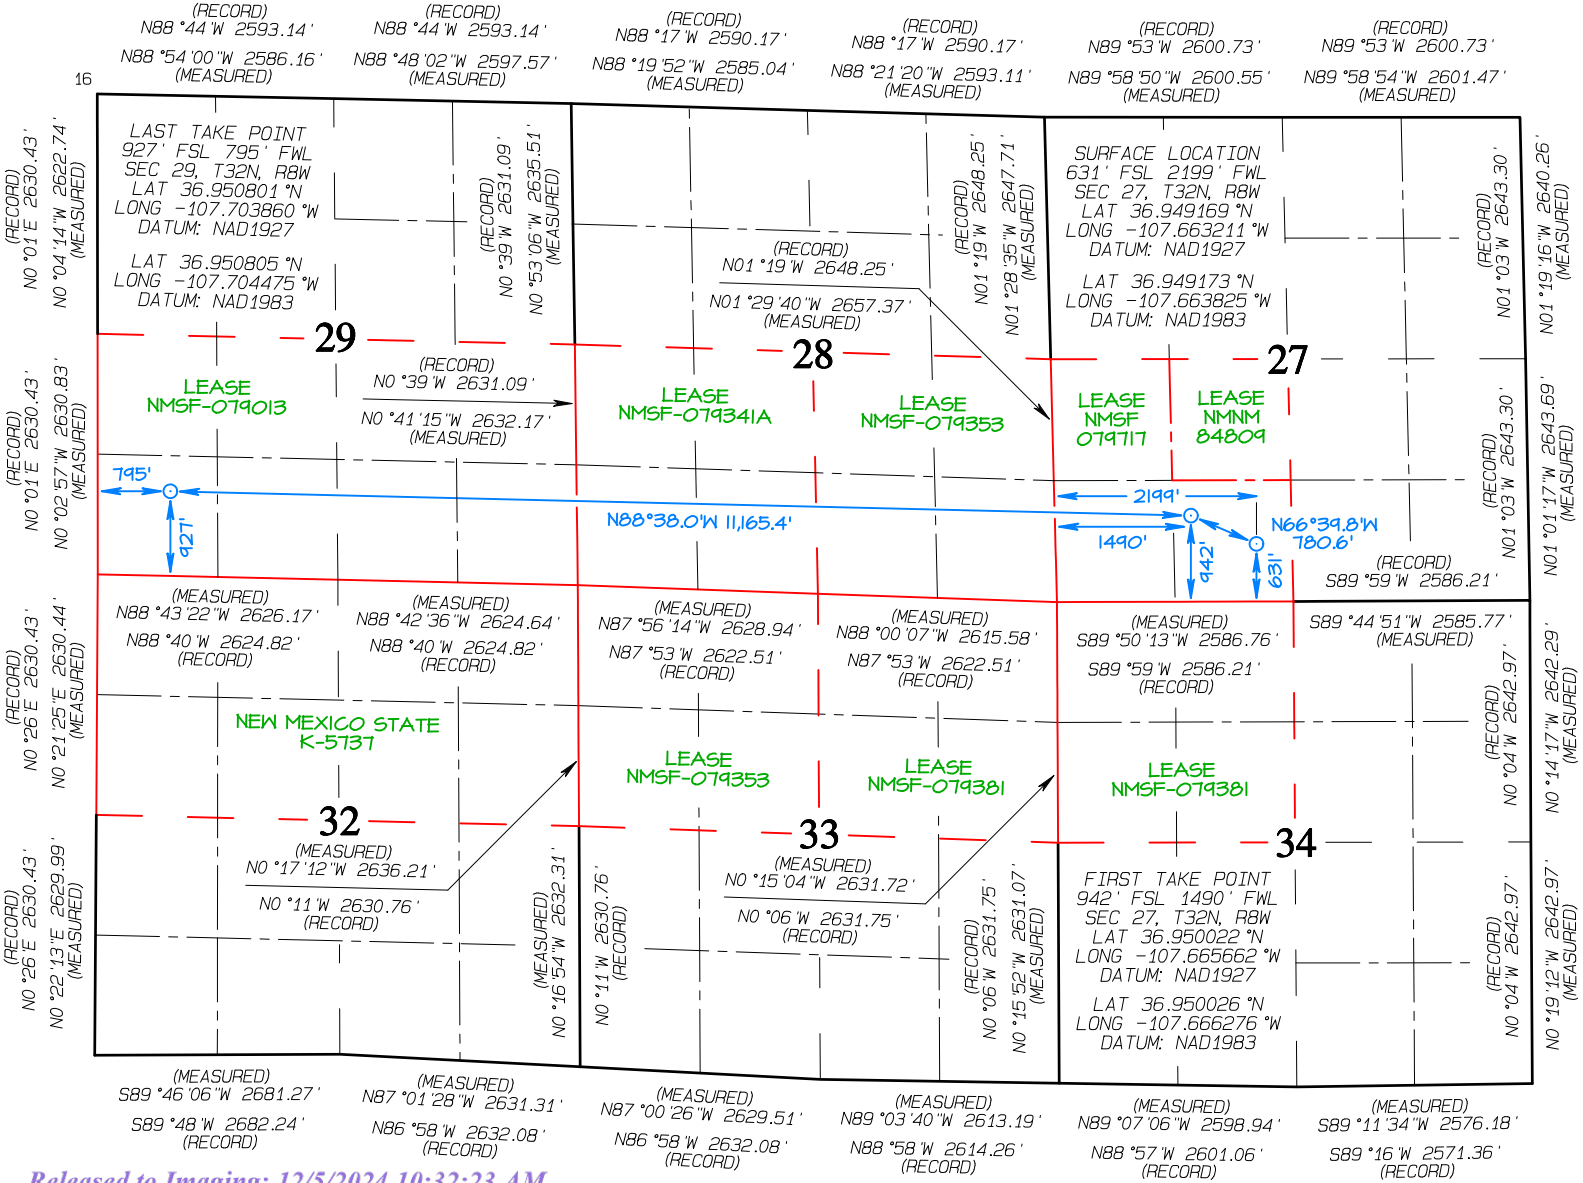 (RECORD)
N88°44'W 2593.14'
N88°54'00"W 2586.16'
(MEASURED)
(RECORD)
N88°44'W 2593.14'
N88°48'02"W 2597.57'
(MEASURED)
(RECORD)
N88°17'W 2590.17'
N88°19'52"W 2585.04'
(MEASURED)
(RECORD)
N88°17'W 2590.17'
N88°21'20"W 2593.11'
(MEASURED)
(RECORD)
N89°53'W 2600.73'
N89°58'50"W 2600.55'
(MEASURED)
(RECORD)
N89°53'W 2600.73'
N89°58'54"W 2601.47'
(MEASURED)
16
(RECORD)
N0°01'E 2630.43'
N0°04'14"W 2622.74'
(MEASURED)
LAST TAKE POINT
927' FSL 795' FWL
SEC 29, T32N, R8W
LAT 36.950801°N
LONG -107.703860°W
DATUM: NAD1927
LAT 36.950805°N
LONG -107.704475°W
DATUM: NAD1983
(RECORD)
N0°39'W 2631.09'
N0°53'06"W 2635.51'
(MEASURED)
(RECORD)
N01°19'W 2648.25'
N01°29'40"W 2657.37'
(MEASURED)
(RECORD)
N01°19'W 2648.25'
N01°28'35"W 2647.71'
(MEASURED)
SURFACE LOCATION
631' FSL 2199' FWL
SEC 27, T32N, R8W
LAT 36.949169°N
LONG -107.663211°W
DATUM: NAD1927
LAT 36.949173°N
LONG -107.663825°W
DATUM: NAD1983
(RECORD)
N01°03'W 2643.30'
N01°19'16"W 2640.26'
(MEASURED)
29
28
27
(RECORD)
N0°01'E 2630.43'
N0°02'57"W 2630.83'
(MEASURED)
LEASE
NMSF-079013
(RECORD)
N0°39'W 2631.09'
N0°41'15"W 2632.17'
(MEASURED)
LEASE
NMSF-079341A
LEASE
NMSF-079353
LEASE
NMSF
079717
LEASE
NMNM
84809
(RECORD)
N01°03'W 2643.30'
N01°01'17"W 2643.69'
(MEASURED)
795'
927'
N88°38.0'W 11,165.4'
2199'
1490'
942'
631'
N66°39.8'W
780.6'
(RECORD)
S89°59'W 2586.21'
(MEASURED)
N88°43'22"W 2626.17'
N88°40'W 2624.82'
(RECORD)
(MEASURED)
N88°42'36"W 2624.64'
N88°40'W 2624.82'
(RECORD)
(MEASURED)
N87°56'14"W 2628.94'
N87°53'W 2622.51'
(RECORD)
(MEASURED)
N88°00'07"W 2615.58'
N87°53'W 2622.51'
(RECORD)
(MEASURED)
S89°50'13"W 2586.76'
S89°59'W 2586.21'
(RECORD)
S89°44'51"W 2585.77'
(MEASURED)
(RECORD)
N0°26'E 2630.43'
N0°21'25"E 2630.44'
(MEASURED)
NEW MEXICO STATE
K-5737
LEASE
NMSF-079353
LEASE
NMSF-079381
LEASE
NMSF-079381
(RECORD)
N0°04'W 2642.97'
N0°14'17"W 2642.29'
(MEASURED)
32
33
34
(RECORD)
N0°26'E 2630.43'
N0°22'13"E 2629.99'
(MEASURED)
(MEASURED)
N0°17'12"W 2636.21'
N0°11'W 2630.76'
(RECORD)
(MEASURED)
N0°16'54"W 2632.31'
N0°11'W 2630.76'
(RECORD)
(MEASURED)
N0°15'04"W 2631.72'
N0°06'W 2631.75'
(RECORD)
(RECORD)
N0°06'W 2631.75'
N0°15'52"W 2631.07'
(MEASURED)
FIRST TAKE POINT
942' FSL 1490' FWL
SEC 27, T32N, R8W
LAT 36.950022°N
LONG -107.665662°W
DATUM: NAD1927
LAT 36.950026°N
LONG -107.666276°W
DATUM: NAD1983
(RECORD)
N0°04'W 2642.97'
N0°19'12"W 2642.97'
(MEASURED)
(MEASURED)
S89°46'06"W 2681.27'
S89°48'W 2682.24'
(RECORD)
(MEASURED)
N87°01'28"W 2631.31'
N86°58'W 2632.08'
(RECORD)
(MEASURED)
N87°00'26"W 2629.51'
N86°58'W 2632.08'
(RECORD)
(MEASURED)
N89°03'40"W 2613.19'
N88°58'W 2614.26'
(RECORD)
(MEASURED)
N89°07'06"W 2598.94'
N88°57'W 2601.06'
(RECORD)
(MEASURED)
S89°11'34"W 2576.18'
S89°16'W 2571.36'
(RECORD)
Released to Imaging: 12/5/2024 10:32:23 AM